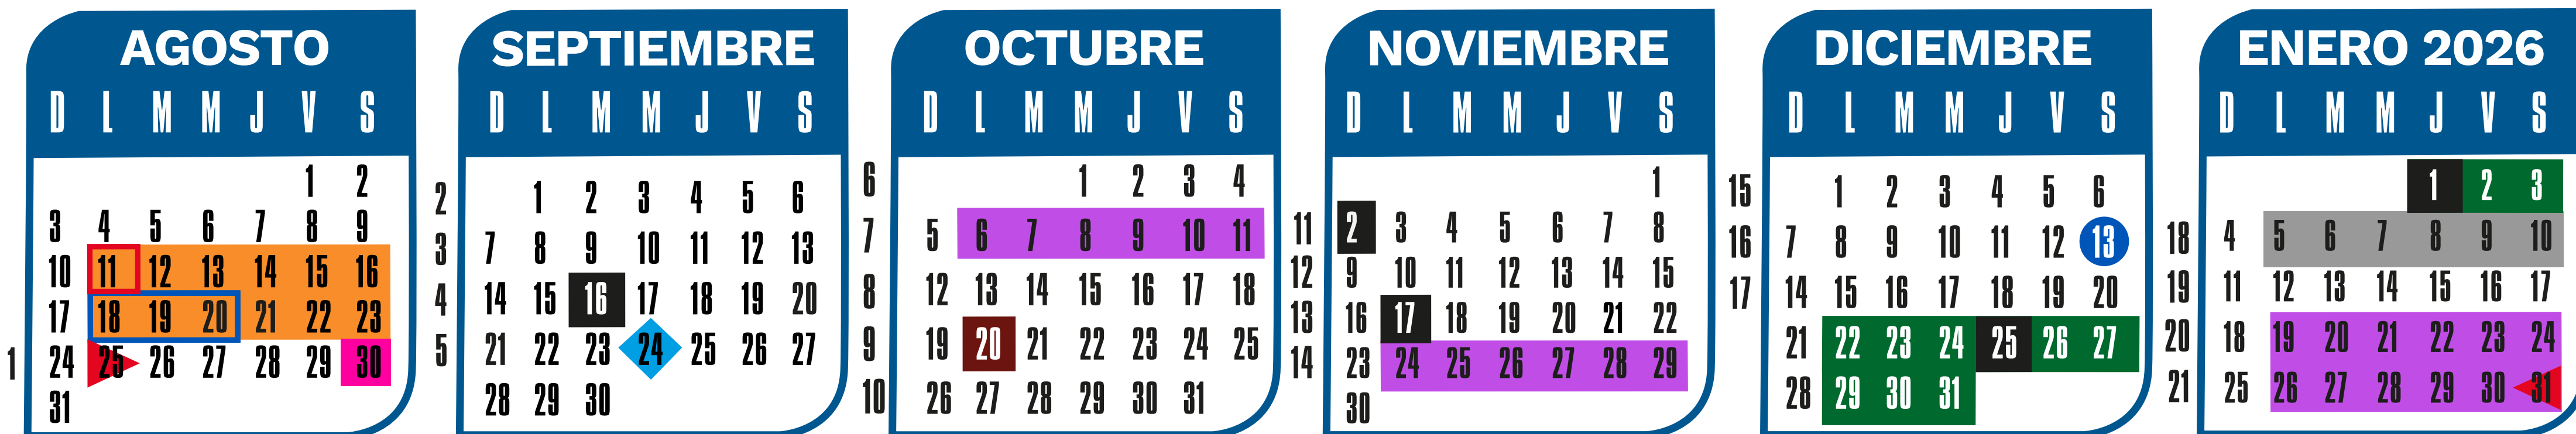 AGOSTO
D L M M J V S
1 2
3 4 5 6 7 8 9
10 11 12 13 14 15 16
17 18 19 20 21 22 23
1 24 25 26 27 28 29 30
31
SEPTIEMBRE
D L M M J V S
2 1 2 3 4 5 6
3 7 8 9 10 11 12 13
4 14 15 16 17 18 19 20
5 21 22 23 24 25 26 27
28 29 30
OCTUBRE
D L M M J V S
6 1 2 3 4
7 5 6 7 8 9 10 11
8 12 13 14 15 16 17 18
9 19 20 21 22 23 24 25
10 26 27 28 29 30 31
NOVIEMBRE
D L M M J V S
1
11 2 3 4 5 6 7 8
12 9 10 11 12 13 14 15
13 16 17 18 19 20 21 22
14 23 24 25 26 27 28 29
30
DICIEMBRE
D L M M J V S
15 1 2 3 4 5 6
16 7 8 9 10 11 12 13
17 14 15 16 17 18 19 20
21 22 23 24 25 26 27
28 29 30 31
ENERO 2026
D L M M J V S
1 2 3
18 4 5 6 7 8 9 10
19 11 12 13 14 15 16 17
20 18 19 20 21 22 23 24
21 25 26 27 28 29 30 31